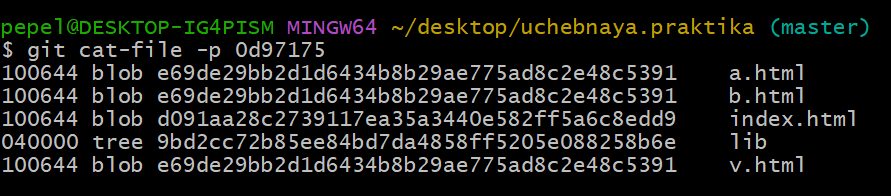 pepel@DESKTOP-IG4PISM MINGW64 ~/desktop/uchebnaya.praktika (master)
$ git cat-file -p 0d97175
100644 blob e69de29bb2d1d6434b8b29ae775ad8c2e48c5391    a.html
100644 blob e69de29bb2d1d6434b8b29ae775ad8c2e48c5391    b.html
100644 blob d091aa28c2739117ea35a3440e582ff5a6c8edd9    index.html
040000 tree 9bd2cc72b85ee84bd7da4858ff5205e088258b6e    lib
100644 blob e69de29bb2d1d6434b8b29ae775ad8c2e48c5391    v.html